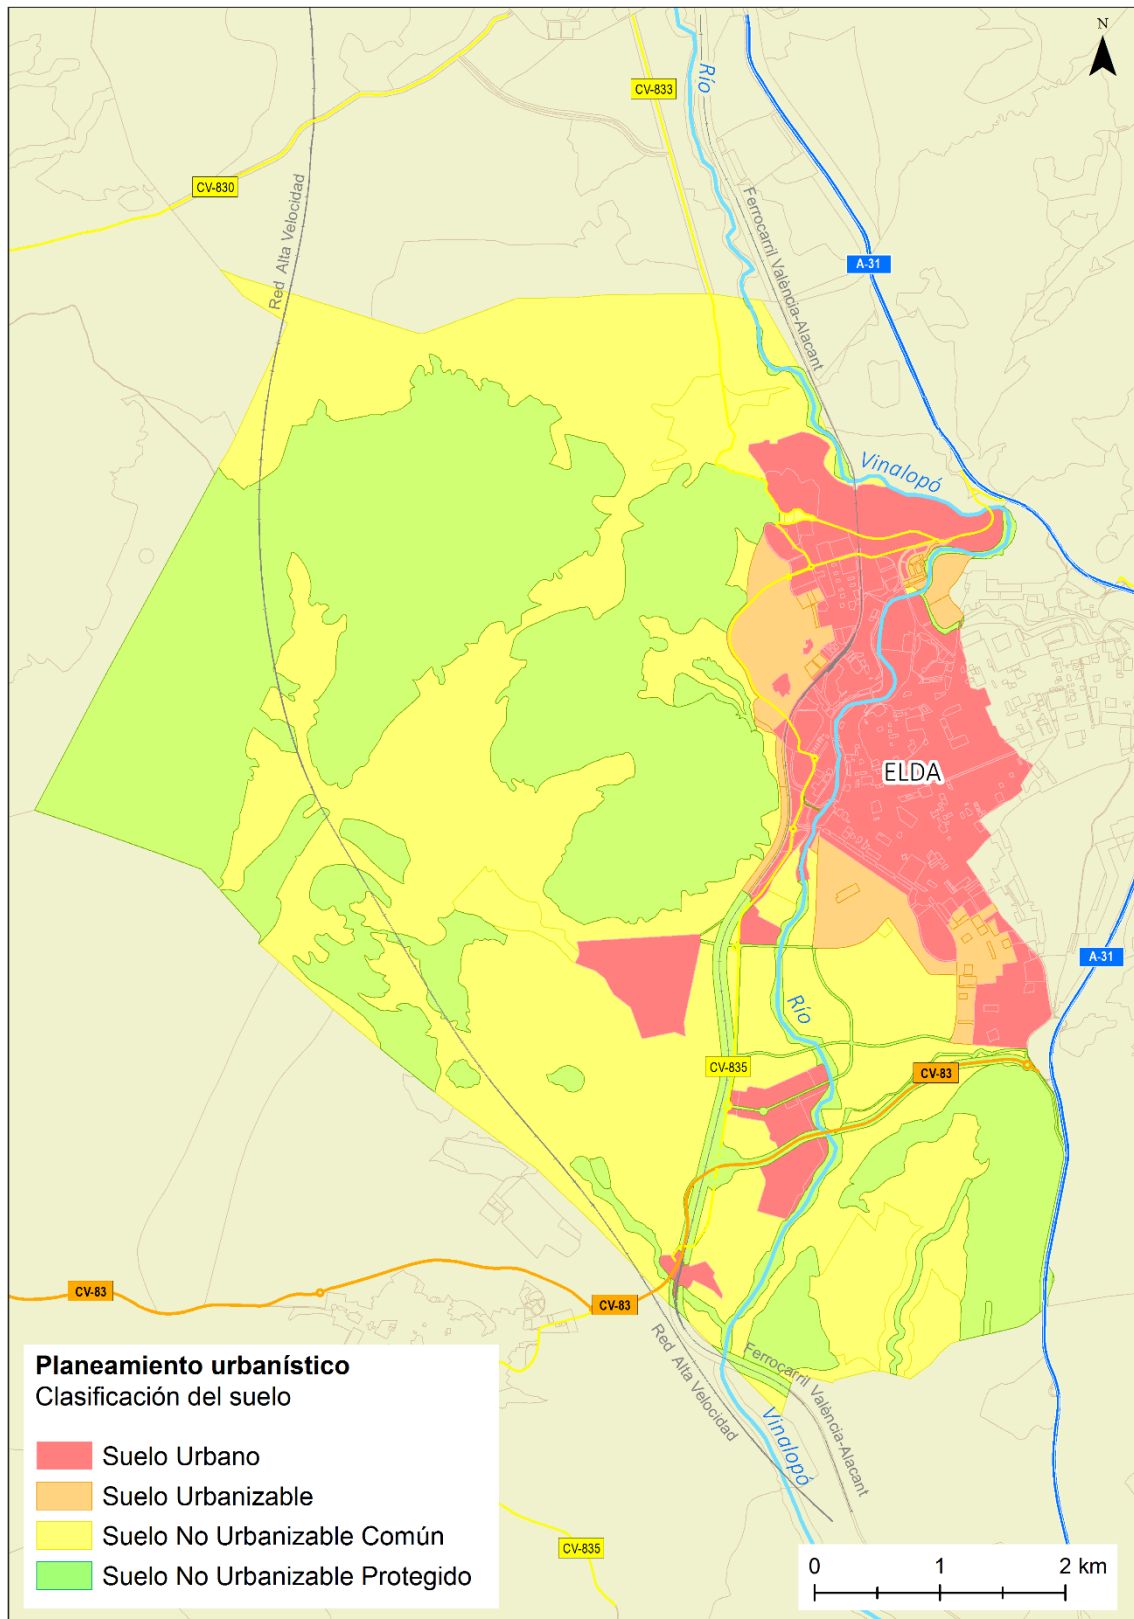 N
CV-833
Río
CV-830
Red Alta Velocidad
Ferrocarril València-Alacant
A-31
Vinalopó
ELDA
A-31
Río
CV-835
CV-83
CV-83
CV-83
Red Alta Velocidad
Ferrocarril València-Alacant
Vinalopó
CV-835
Planeamiento urbanístico
Clasificación del suelo
Suelo Urbano
Suelo Urbanizable
Suelo No Urbanizable Común
Suelo No Urbanizable Protegido
0 1 2 km